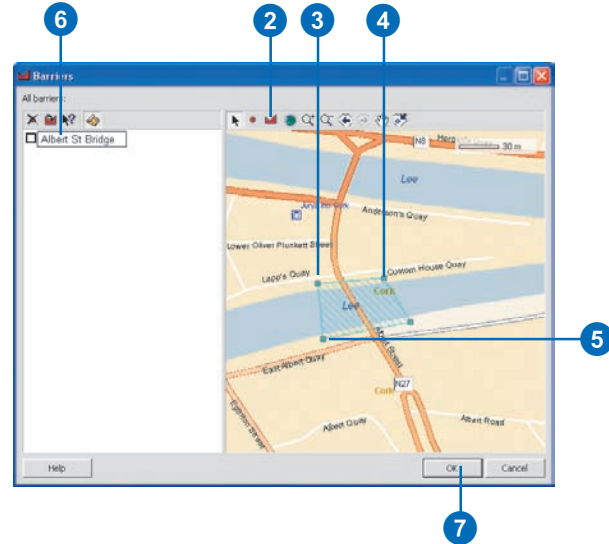 6
2
3
4
Barriers
All barriers:
Albert St Bridge
N8
30 m
Lee
Anderson's Quay
Lower Oliver Plunkett Street
Lapp's Quay
Custom House Quay
Cork
Lee
5
Albert Street
East Albert Quay
N27
Cork
Albert Quay
Albert Road
Help
OK
Cancel
7